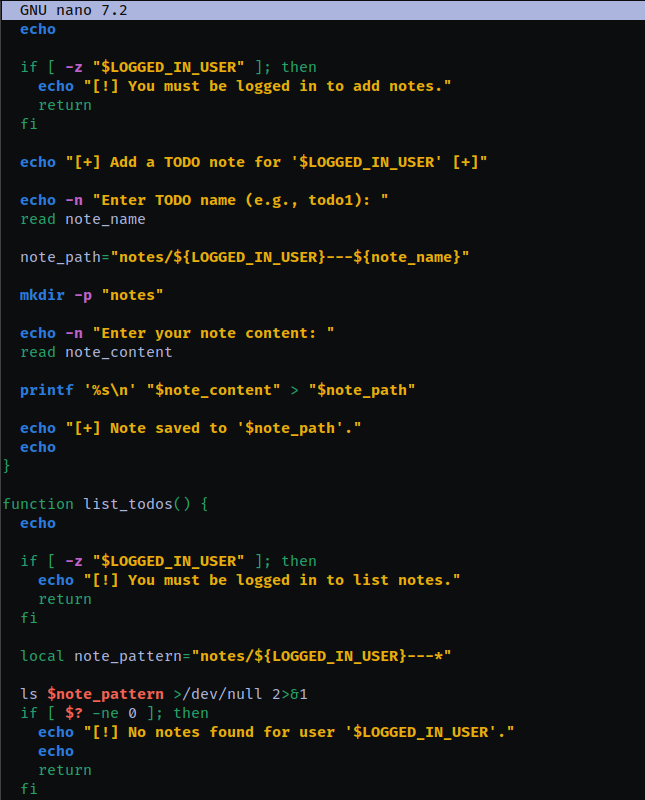 GNU nano 7.2
echo
if [ -z "$LOGGED_IN_USER" ]; then
echo "[!] You must be logged in to add notes."
return
fi
echo "[+] Add a TODO note for '$LOGGED_IN_USER' [+]"
echo -n "Enter TODO name (e.g., todo1): "
read note_name
note_path="notes/${LOGGED_IN_USER}---${note_name}"
mkdir -p "notes"
echo -n "Enter your note content: "
read note_content
printf '%s\n' "$note_content" > "$note_path"
echo "[+] Note saved to '$note_path'."
echo
}
function list_todos() {
echo
if [ -z "$LOGGED_IN_USER" ]; then
echo "[!] You must be logged in to list notes."
return
fi
local note_pattern="notes/${LOGGED_IN_USER}---*"
ls $note_pattern >/dev/null 2>&1
if [ $? -ne 0 ]; then
echo "[!] No notes found for user '$LOGGED_IN_USER'."
echo
return
fi